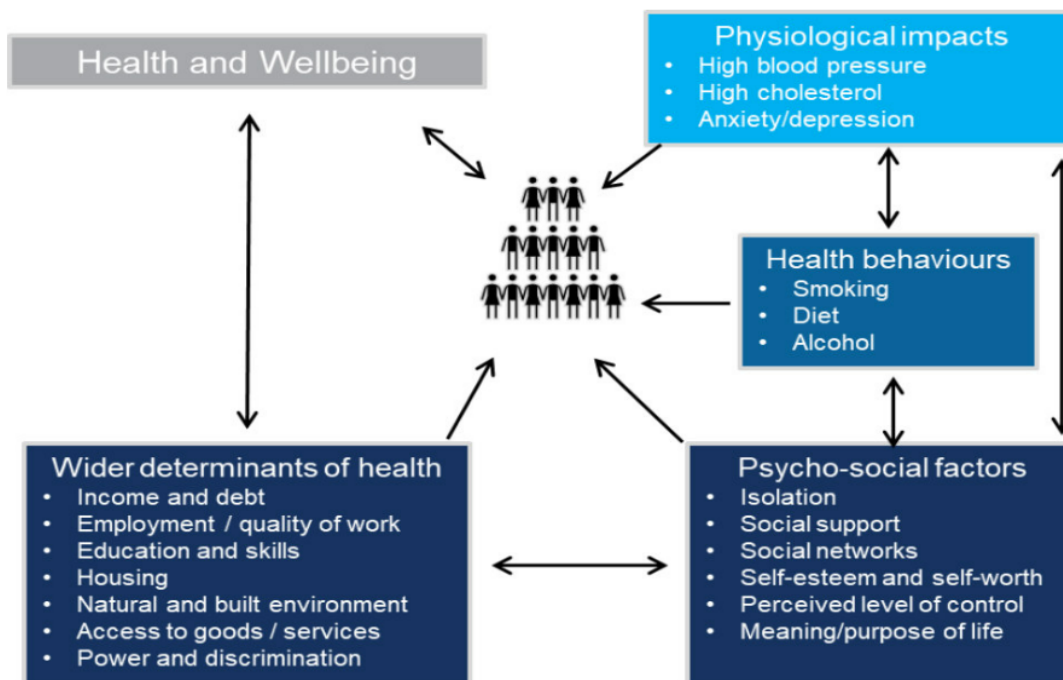 Health and Wellbeing
Physiological impacts
• High blood pressure
• High cholesterol
• Anxiety/depression
Health behaviours
• Smoking
• Diet
• Alcohol
Wider determinants of health
• Income and debt
• Employment / quality of work
• Education and skills
• Housing
• Natural and built environment
• Access to goods / services
• Power and discrimination
Psycho-social factors
• Isolation
• Social support
• Social networks
• Self-esteem and self-worth
• Perceived level of control
• Meaning/purpose of life